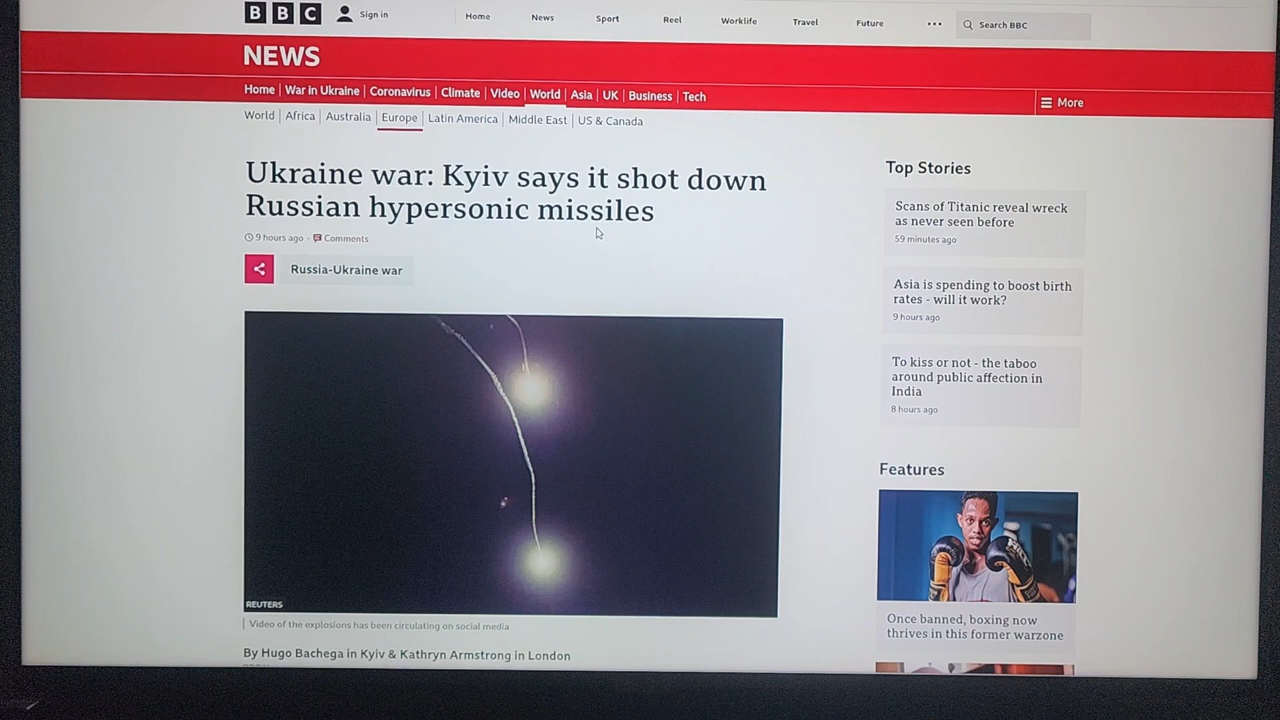 BBC
Sign in
Home
News
Sport
Reel
Worklife
Travel
Future
Search BBC
NEWS
Home
War in Ukraine
Coronavirus
Climate
Video
World
Asia
UK
Business
Tech
More
World
Africa
Australia
Europe
Latin America
Middle East
US & Canada
Ukraine war: Kyiv says it shot down
Russian hypersonic missiles
9 hours ago
Comments
Russia-Ukraine war
REUTERS
Video of the explosions has been circulating on social media
By Hugo Bachega in Kyiv & Kathryn Armstrong in London
Top Stories
Scans of Titanic reveal wreck
as never seen before
59 minutes ago
Asia is spending to boost birth
rates - will it work?
9 hours ago
To kiss or not - the taboo
around public affection in
India
8 hours ago
Features
Once banned, boxing now
thrives in this former warzone